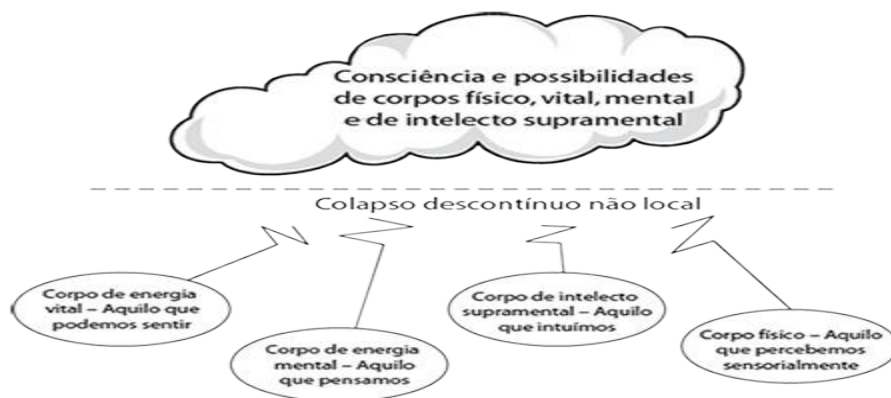 Consciência e possibilidades
de corpos físico, vital, mental
e de intelecto supramental
Colapso descontínuo não local
Corpo de energia
vital – Aquilo que
podemos sentir
Corpo de energia
mental – Aquilo
que pensamos
Corpo de intelecto
supramental – Aquilo
que intuímos
Corpo físico – Aquilo
que percebemos
sensorialmente